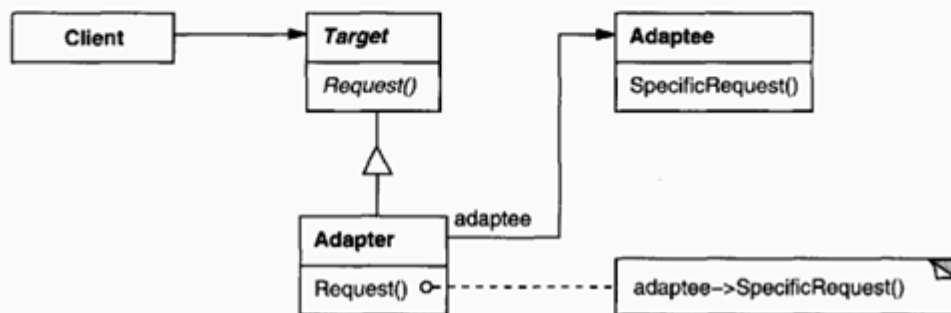 Client
Target
Request()
Adaptee
SpecificRequest()
adaptee
Adapter
Request()
adaptee->SpecificRequest()